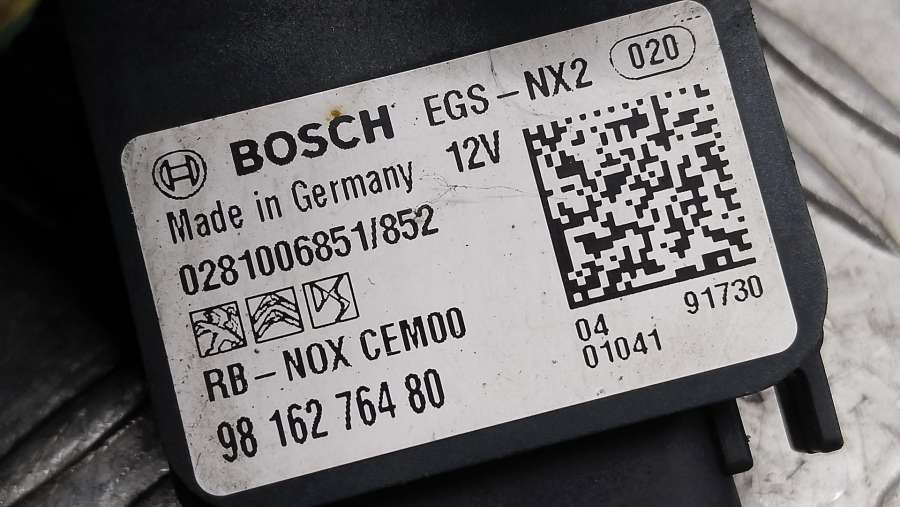 BOSCH EGS-NX2 020
Made in Germany 12V
0281006851/852
RB-NOX CEM00
98 162 764 80
04 91730
01041